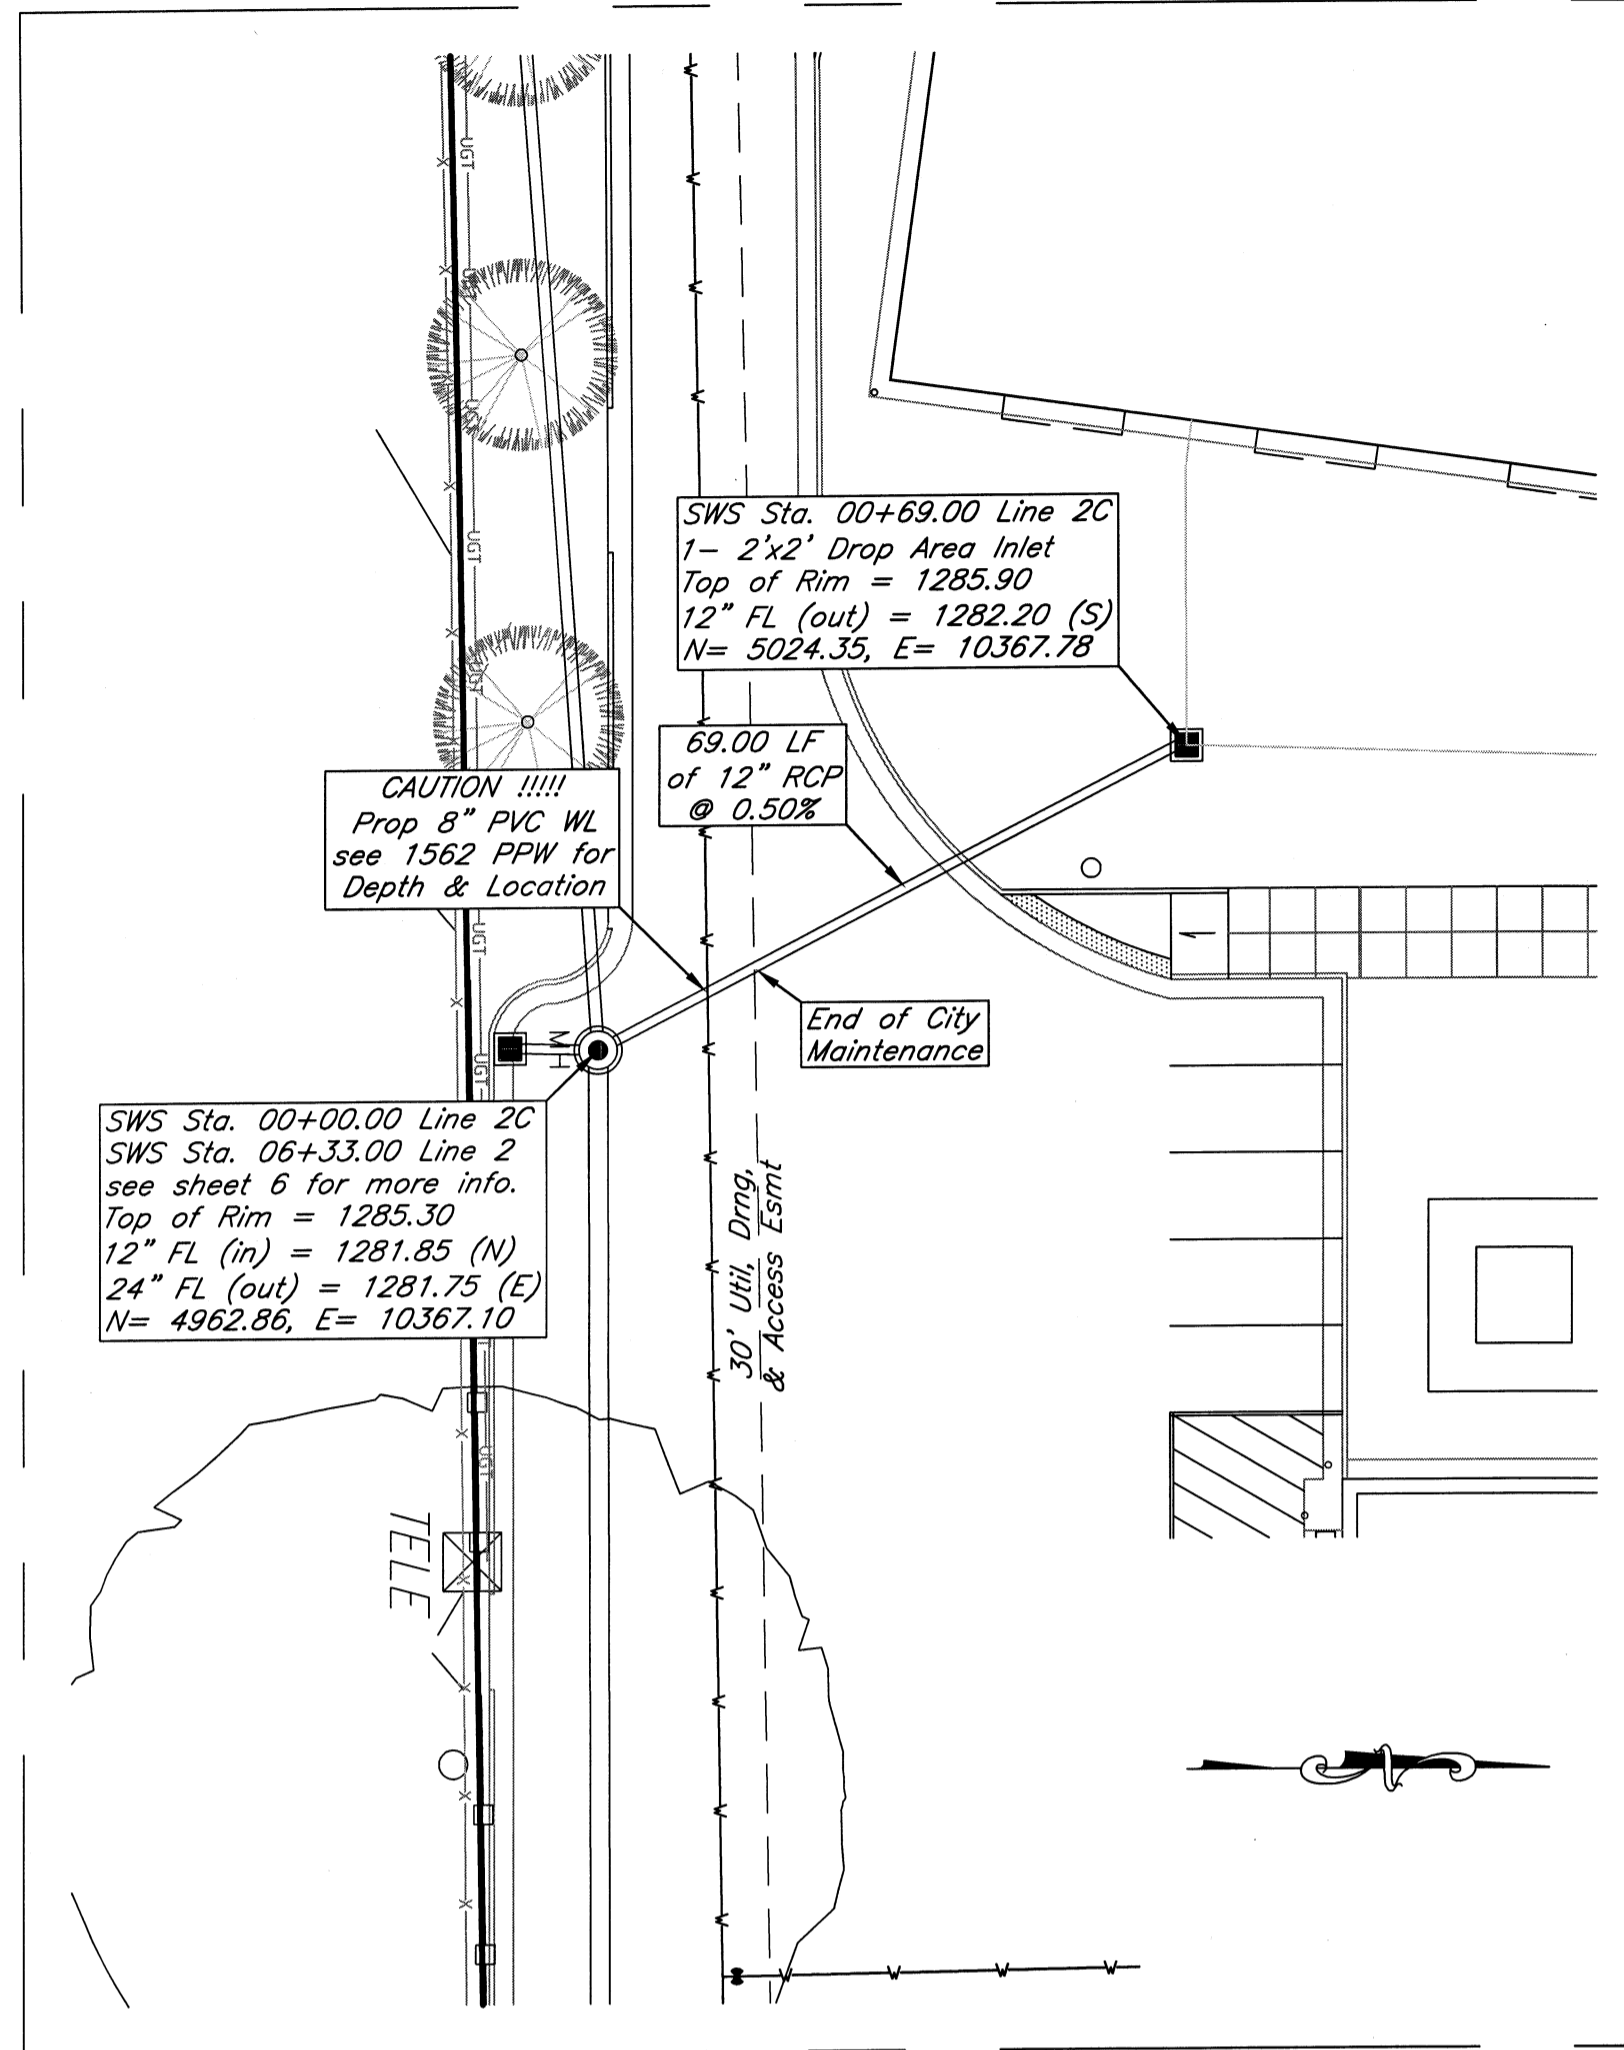 UGT
UGT
UGT
UGT
SWS Sta. 00+69.00 Line 2C
1- 2'x2' Drop Area Inlet
Top of Rim = 1285.90
12" FL (out) = 1282.20 (S)
N= 5024.35, E= 10367.78
UGT
69.00 LF
of 12" RCP
@ 0.50%
CAUTION !!!!!
Prop 8" PVC WL
see 1562 PPW for
Depth & Location
UGT
End of City
Maintenance
MH
UGT
SWS Sta. 00+00.00 Line 2C
SWS Sta. 06+33.00 Line 2
see sheet 6 for more info.
Top of Rim = 1285.30
12" FL (in) = 1281.85 (N)
24" FL (out) = 1281.75 (E)
N= 4962.86, E= 10367.10
30' Util, Drng,
& Access Esmt
UGT
TELE
W W W W